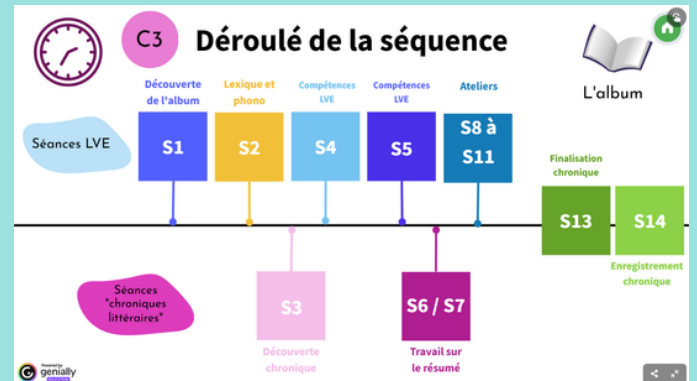 C3
Déroulé de la séquence
L'album
Séances LVE
Découverte
de l'album
S1
Lexique et
phono
S2
Compétences
LVE
S4
Compétences
LVE
S5
Ateliers
S8 à
S11
Finalisation
chronique
S13
S14
Enregistrement
chronique
Séances
"chroniques
littéraires"
S3
Découverte
chronique
S6 / S7
Travail sur
le résumé
Powered by
genially